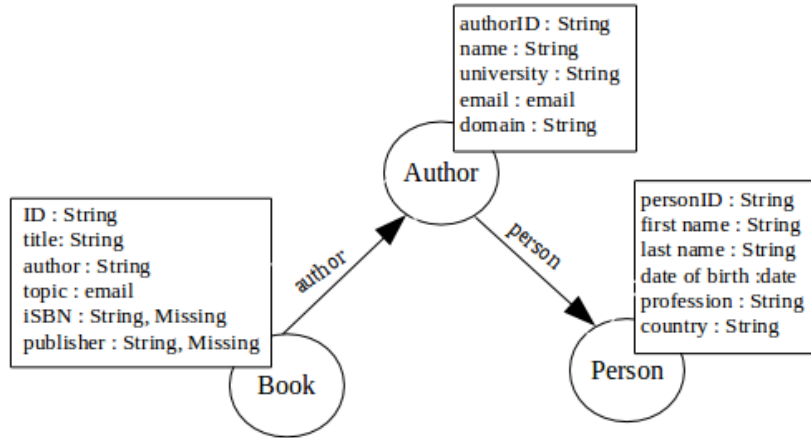 authorID : String
name : String
university : String
email : email
domain : String
Author
ID : String
title: String
author : String
topic : email
iSBN : String, Missing
publisher : String, Missing
author
Book
person
personID : String
first name : String
last name : String
date of birth :date
profession : String
country : String
Person